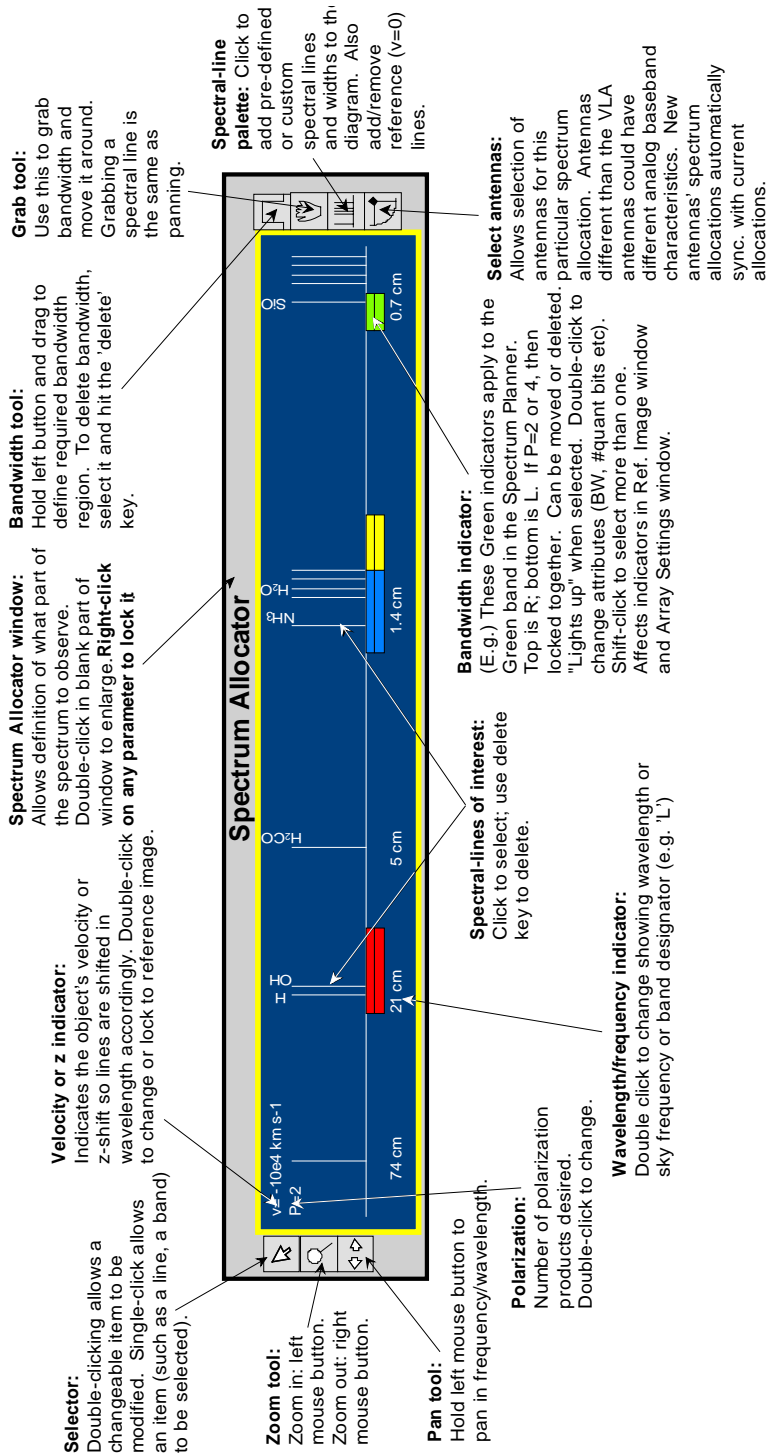 Selector:
Double-clicking allows a
changeable item to be
modified. Single-click allows
an item (such as a line, a band)
to be selected).
Velocity or z indicator:
Indicates the object's velocity or
z-shift so lines are shifted in
wavelength accordingly. Double-click
to change or lock to reference image.
Spectrum Allocator window:
Allows definition of what part of
the spectrum to observe.
Double-click in blank part of
window to enlarge. Right-click
on any parameter to lock it
Bandwidth tool:
Hold left button and drag to
define required bandwidth
region. To delete bandwidth,
select it and hit the 'delete'
key.
Grab tool:
Use this to grab
bandwidth and
move it around.
Grabbing a
spectral line is
the same as
panning.
Zoom tool:
Zoom in: left
mouse button.
Zoom out: right
mouse button.
Spectrum Allocator
v= -10e4 km s-1
P=2
H
OH
H2CO
NH3
H2O
SiO
74 cm
21 cm
5 cm
1.4 cm
0.7 cm
Spectral-line
palette: Click to
add pre-defined
or custom
spectral lines
and widths to the
diagram. Also
add/remove
reference (v=0)
lines.
Pan tool:
Hold left mouse button to
pan in frequency/wavelength.
Polarization:
Number of polarization
products desired.
Double-click to change.
Wavelength/frequency indicator:
Double click to change showing wavelength or
sky frequency or band designator (e.g. 'L')
Spectral-lines of interest:
Click to select; use delete
key to delete.
Bandwidth indicator:
(E.g.) These Green indicators apply to the
Green band in the Spectrum Planner.
Top is R; bottom is L. If P=2 or 4, then
locked together. Can be moved or deleted.
"Lights up" when selected. Double-click to
change attributes (BW, #quant bits etc).
Shift-click to select more than one.
Affects indicators in Ref. Image window
and Array Settings window.
Select antennas:
Allows selection of
antennas for this
particular spectrum
allocation. Antennas
different than the VLA
antennas could have
different analog baseband
characteristics. New
antennas' spectrum
allocations automatically
sync. with current
allocations.